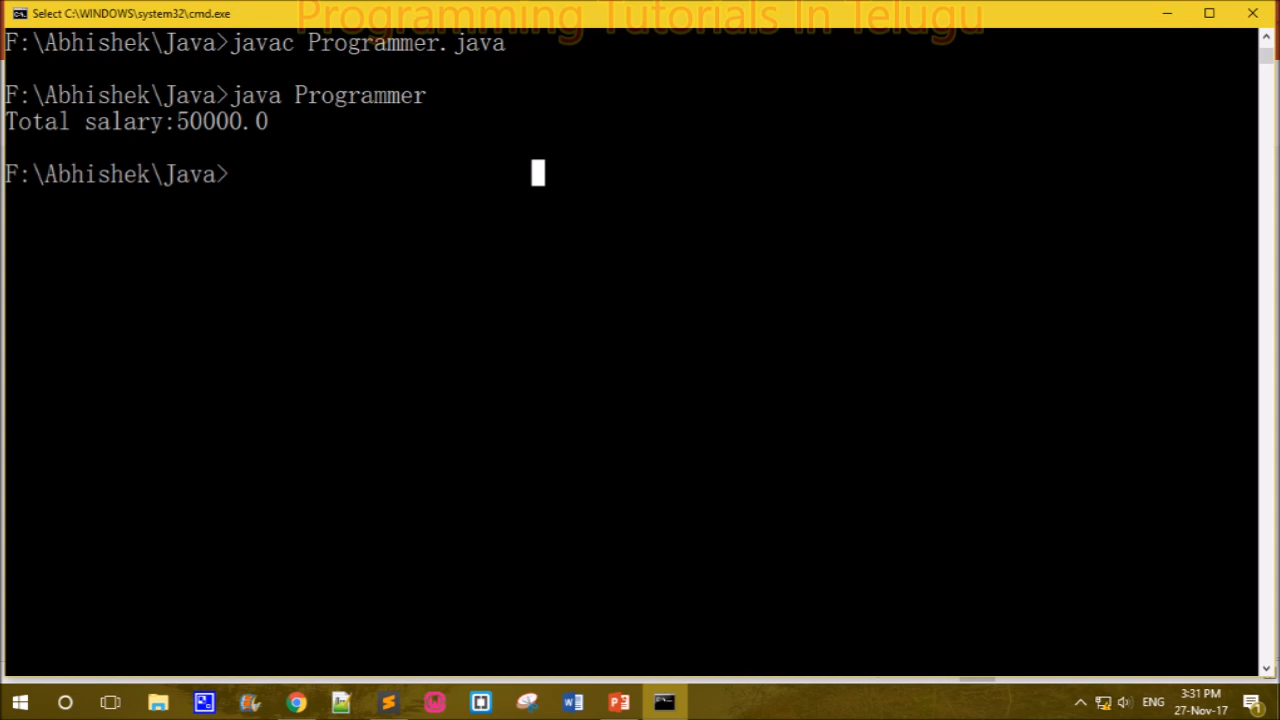 Programming Tutorials In Telugu
Select C:\WINDOWS\system32\cmd.exe
F:\Abhishek\Java>javac Programmer.java
F:\Abhishek\Java>java Programmer
Total salary:50000.0
F:\Abhishek\Java>
ENG
3:31 PM
27-Nov-17
1